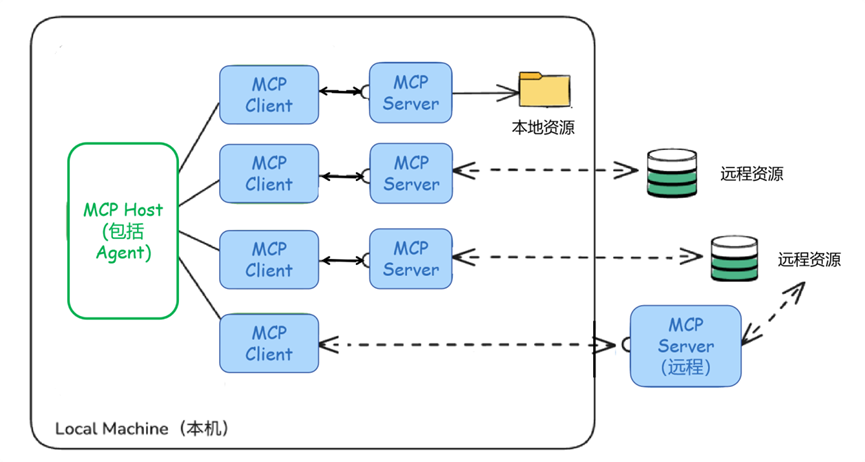 MCP
Client
MCP
Server
本地资源
MCP
Client
MCP
Server
远程资源
MCP Host
(包括
Agent)
MCP
Client
MCP
Server
远程资源
MCP
Client
MCP
Server
(远程)
Local Machine（本机）